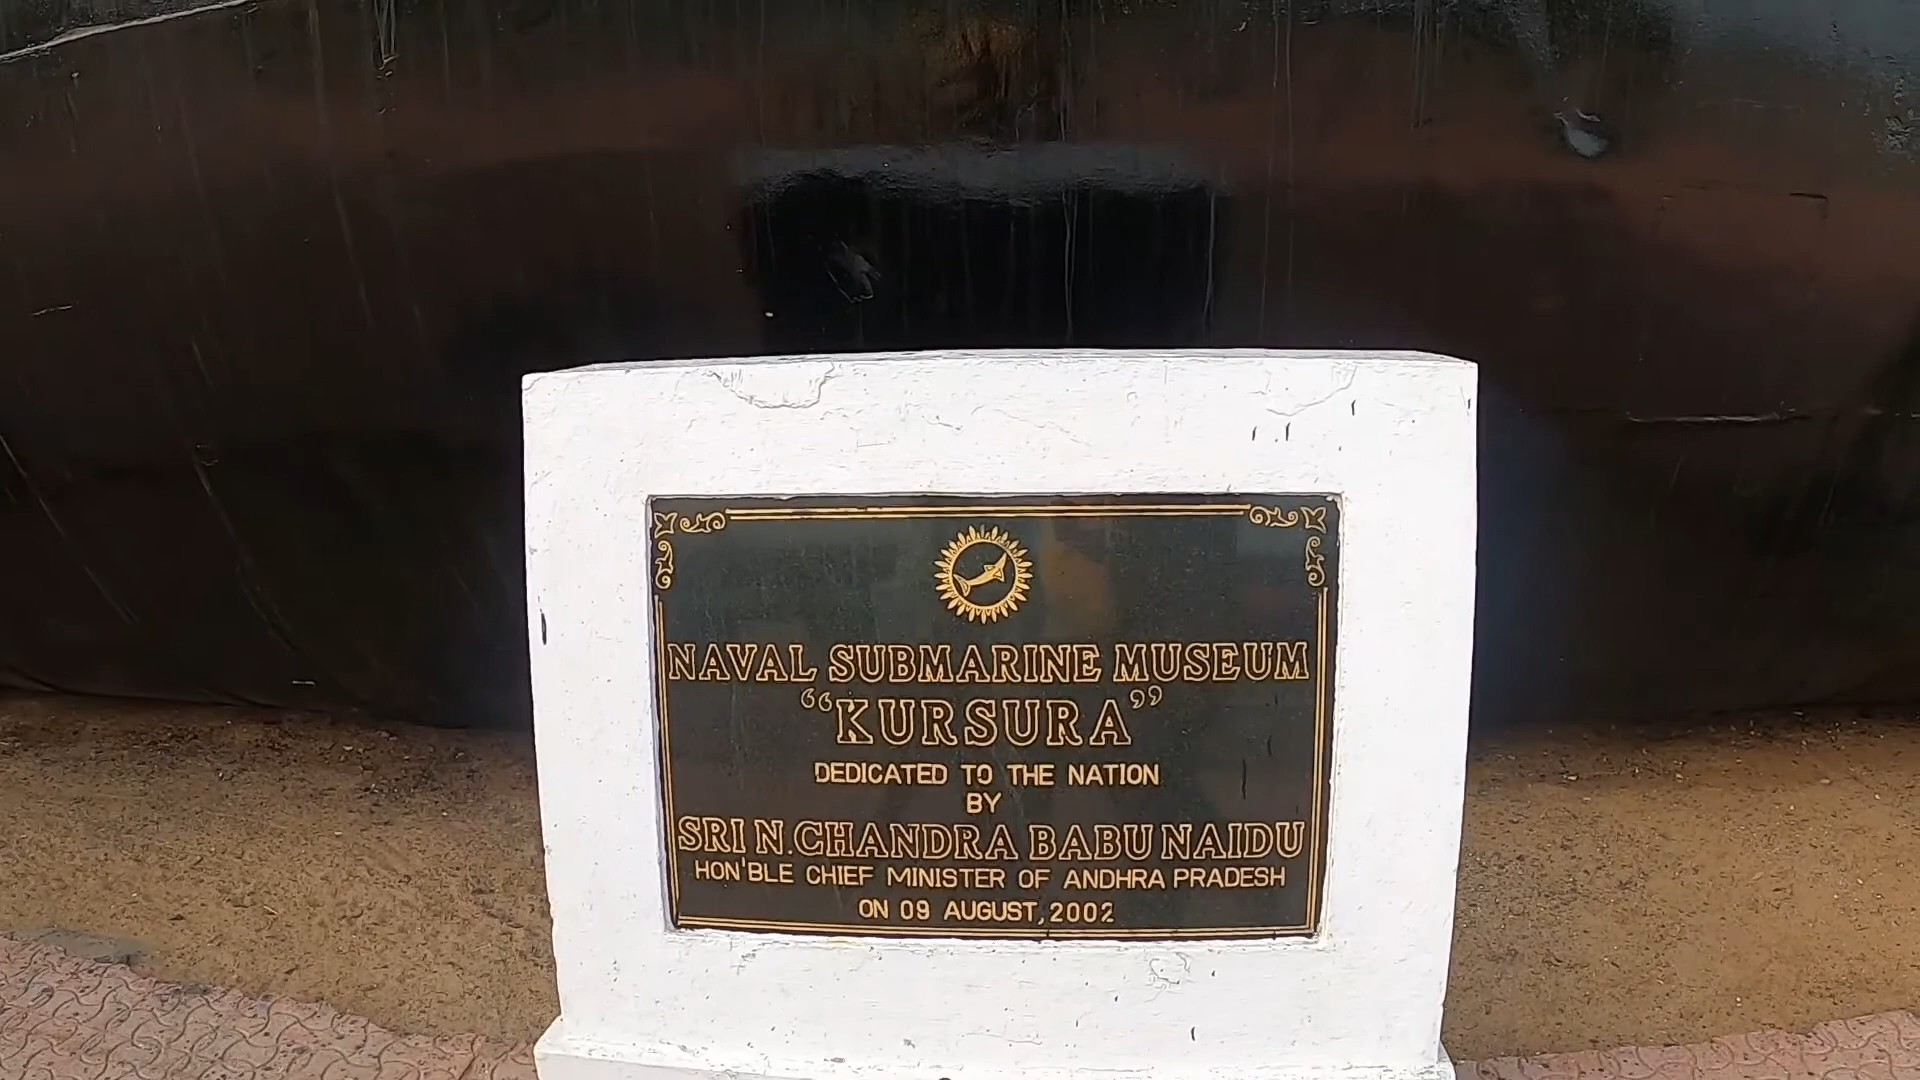 NAVAL SUBMARINE MUSEUM
“KURSURA”
DEDICATED TO THE NATION
BY
SRI N. CHANDRA BABU NAIDU
HON'BLE CHIEF MINISTER OF ANDHRA PRADESH
ON 09 AUGUST, 2002